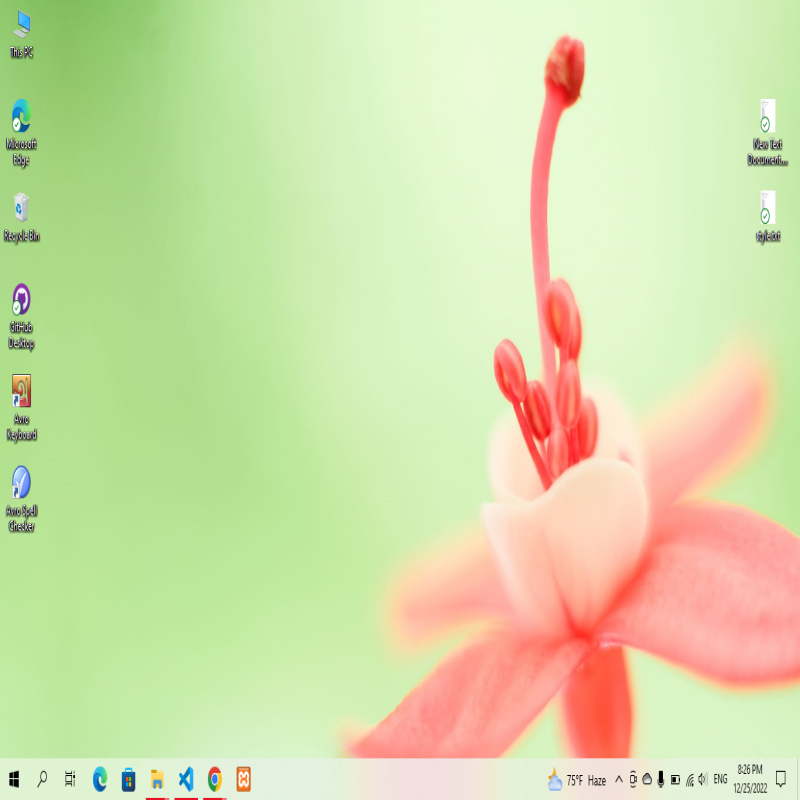 This PC
Microsoft
Edge
Recycle Bin
GitHub
Desktop
Avro
Keyboard
Avro Spell
Checker
New Text
Document...
style.txt
75°F Haze
ENG
8:26 PM
12/25/2022